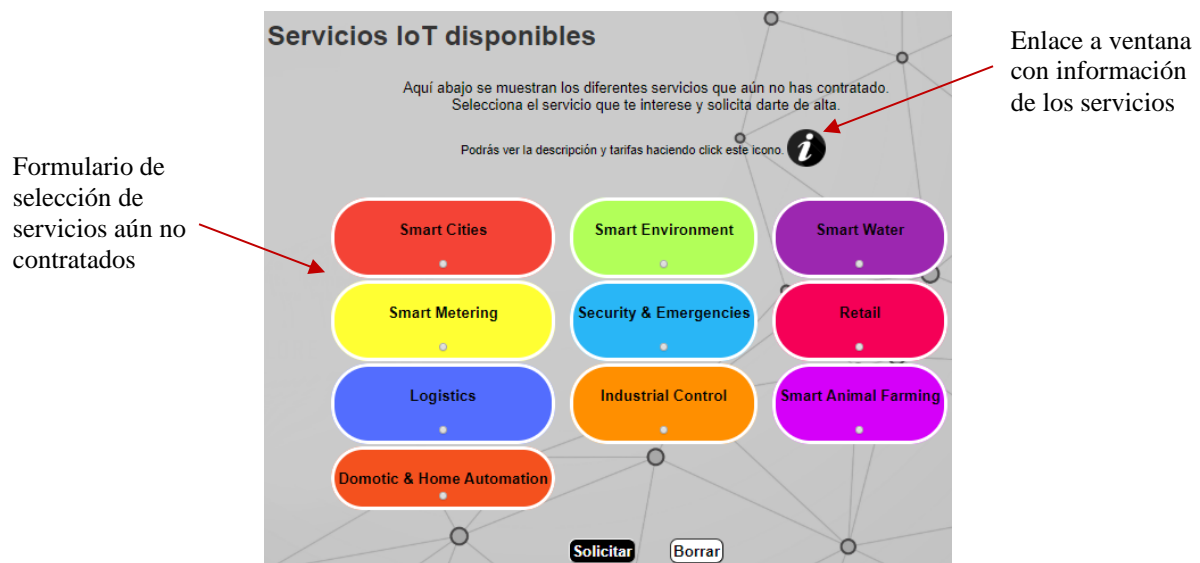 Servicios IoT disponibles
Enlace a ventana
con información
de los servicios
Aquí abajo se muestran los diferentes servicios que aún no has contratado.
Selecciona el servicio que te interese y solicita darte de alta.
Podrás ver la descripción y tarifas haciendo click este icono.
i
Formulario de
selección de
servicios aún no
contratados
Smart Cities
Smart Environment
Smart Water
Smart Metering
Security & Emergencies
Retail
Logistics
Industrial Control
Smart Animal Farming
Domotic & Home Automation
Solicitar
Borrar